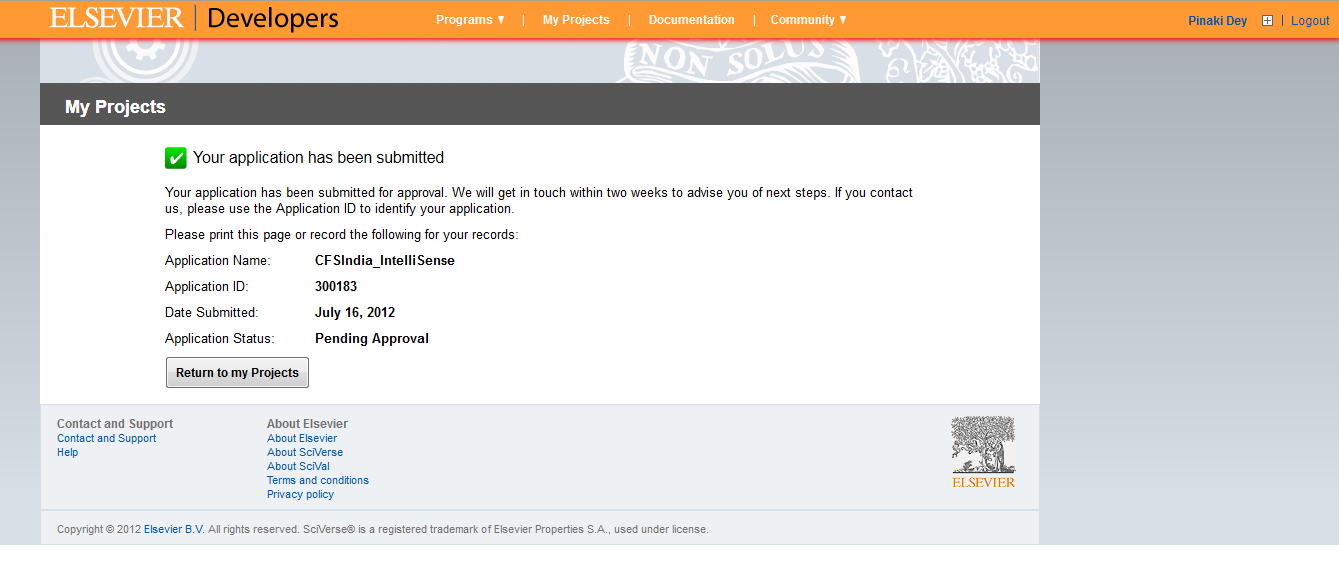 ELSEVIER Developers Programs ▼ | My Projects | Documentation | Community ▼ Pinaki Dey | Logout
NON SOLUS
My Projects
Your application has been submitted
Your application has been submitted for approval. We will get in touch within two weeks to advise you of next steps. If you contact
us, please use the Application ID to identify your application.
Please print this page or record the following for your records:
Application Name: CFSIndia_IntelliSense
Application ID: 300183
Date Submitted: July 16, 2012
Application Status: Pending Approval
Return to my Projects
Contact and Support
Contact and Support
Help
About Elsevier
About Elsevier
About SciVerse
About SciVal
Terms and conditions
Privacy policy
ELSEVIER
Copyright © 2012 Elsevier B.V. All rights reserved. SciVerse® is a registered trademark of Elsevier Properties S.A., used under license.